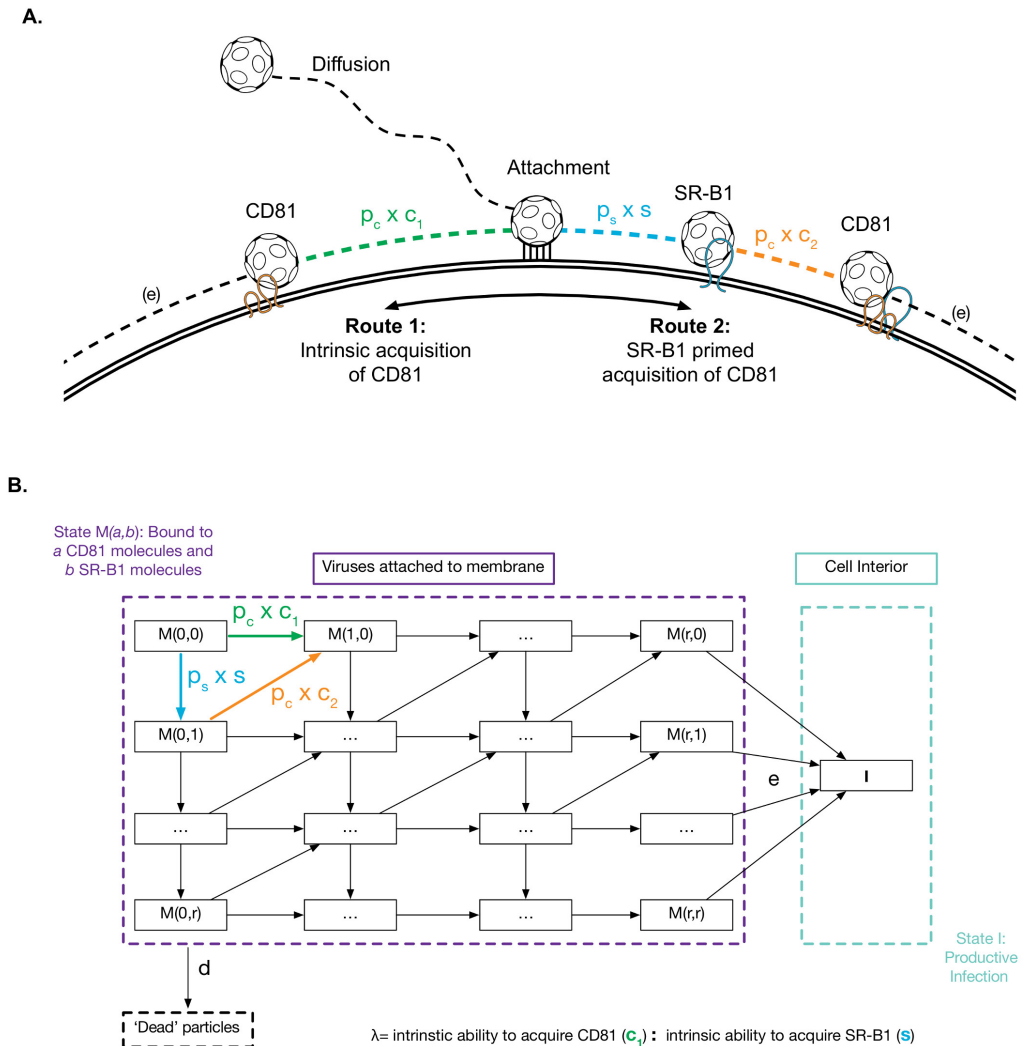 A.
Diffusion
Attachment
SR-B1
CD81
CD81
p_c x c_1
p_s x s
p_c x c_2
(e)
(e)
Route 1:
Intrinsic acquisition
of CD81
Route 2:
SR-B1 primed
acquisition of CD81
B.
State M(a,b): Bound to
a CD81 molecules and
b SR-B1 molecules
Viruses attached to membrane
Cell Interior
p_c x c_1
M(0,0)
M(1,0)
...
M(r,0)
p_s x s
p_c x c_2
M(0,1)
...
...
M(r,1)
I
e
...
...
...
...
M(0,r)
...
...
M(r,r)
State I:
Productive
Infection
d
'Dead' particles
λ= intrinstic ability to acquire CD81 (c_1) : intrinsic ability to acquire SR-B1 (s)